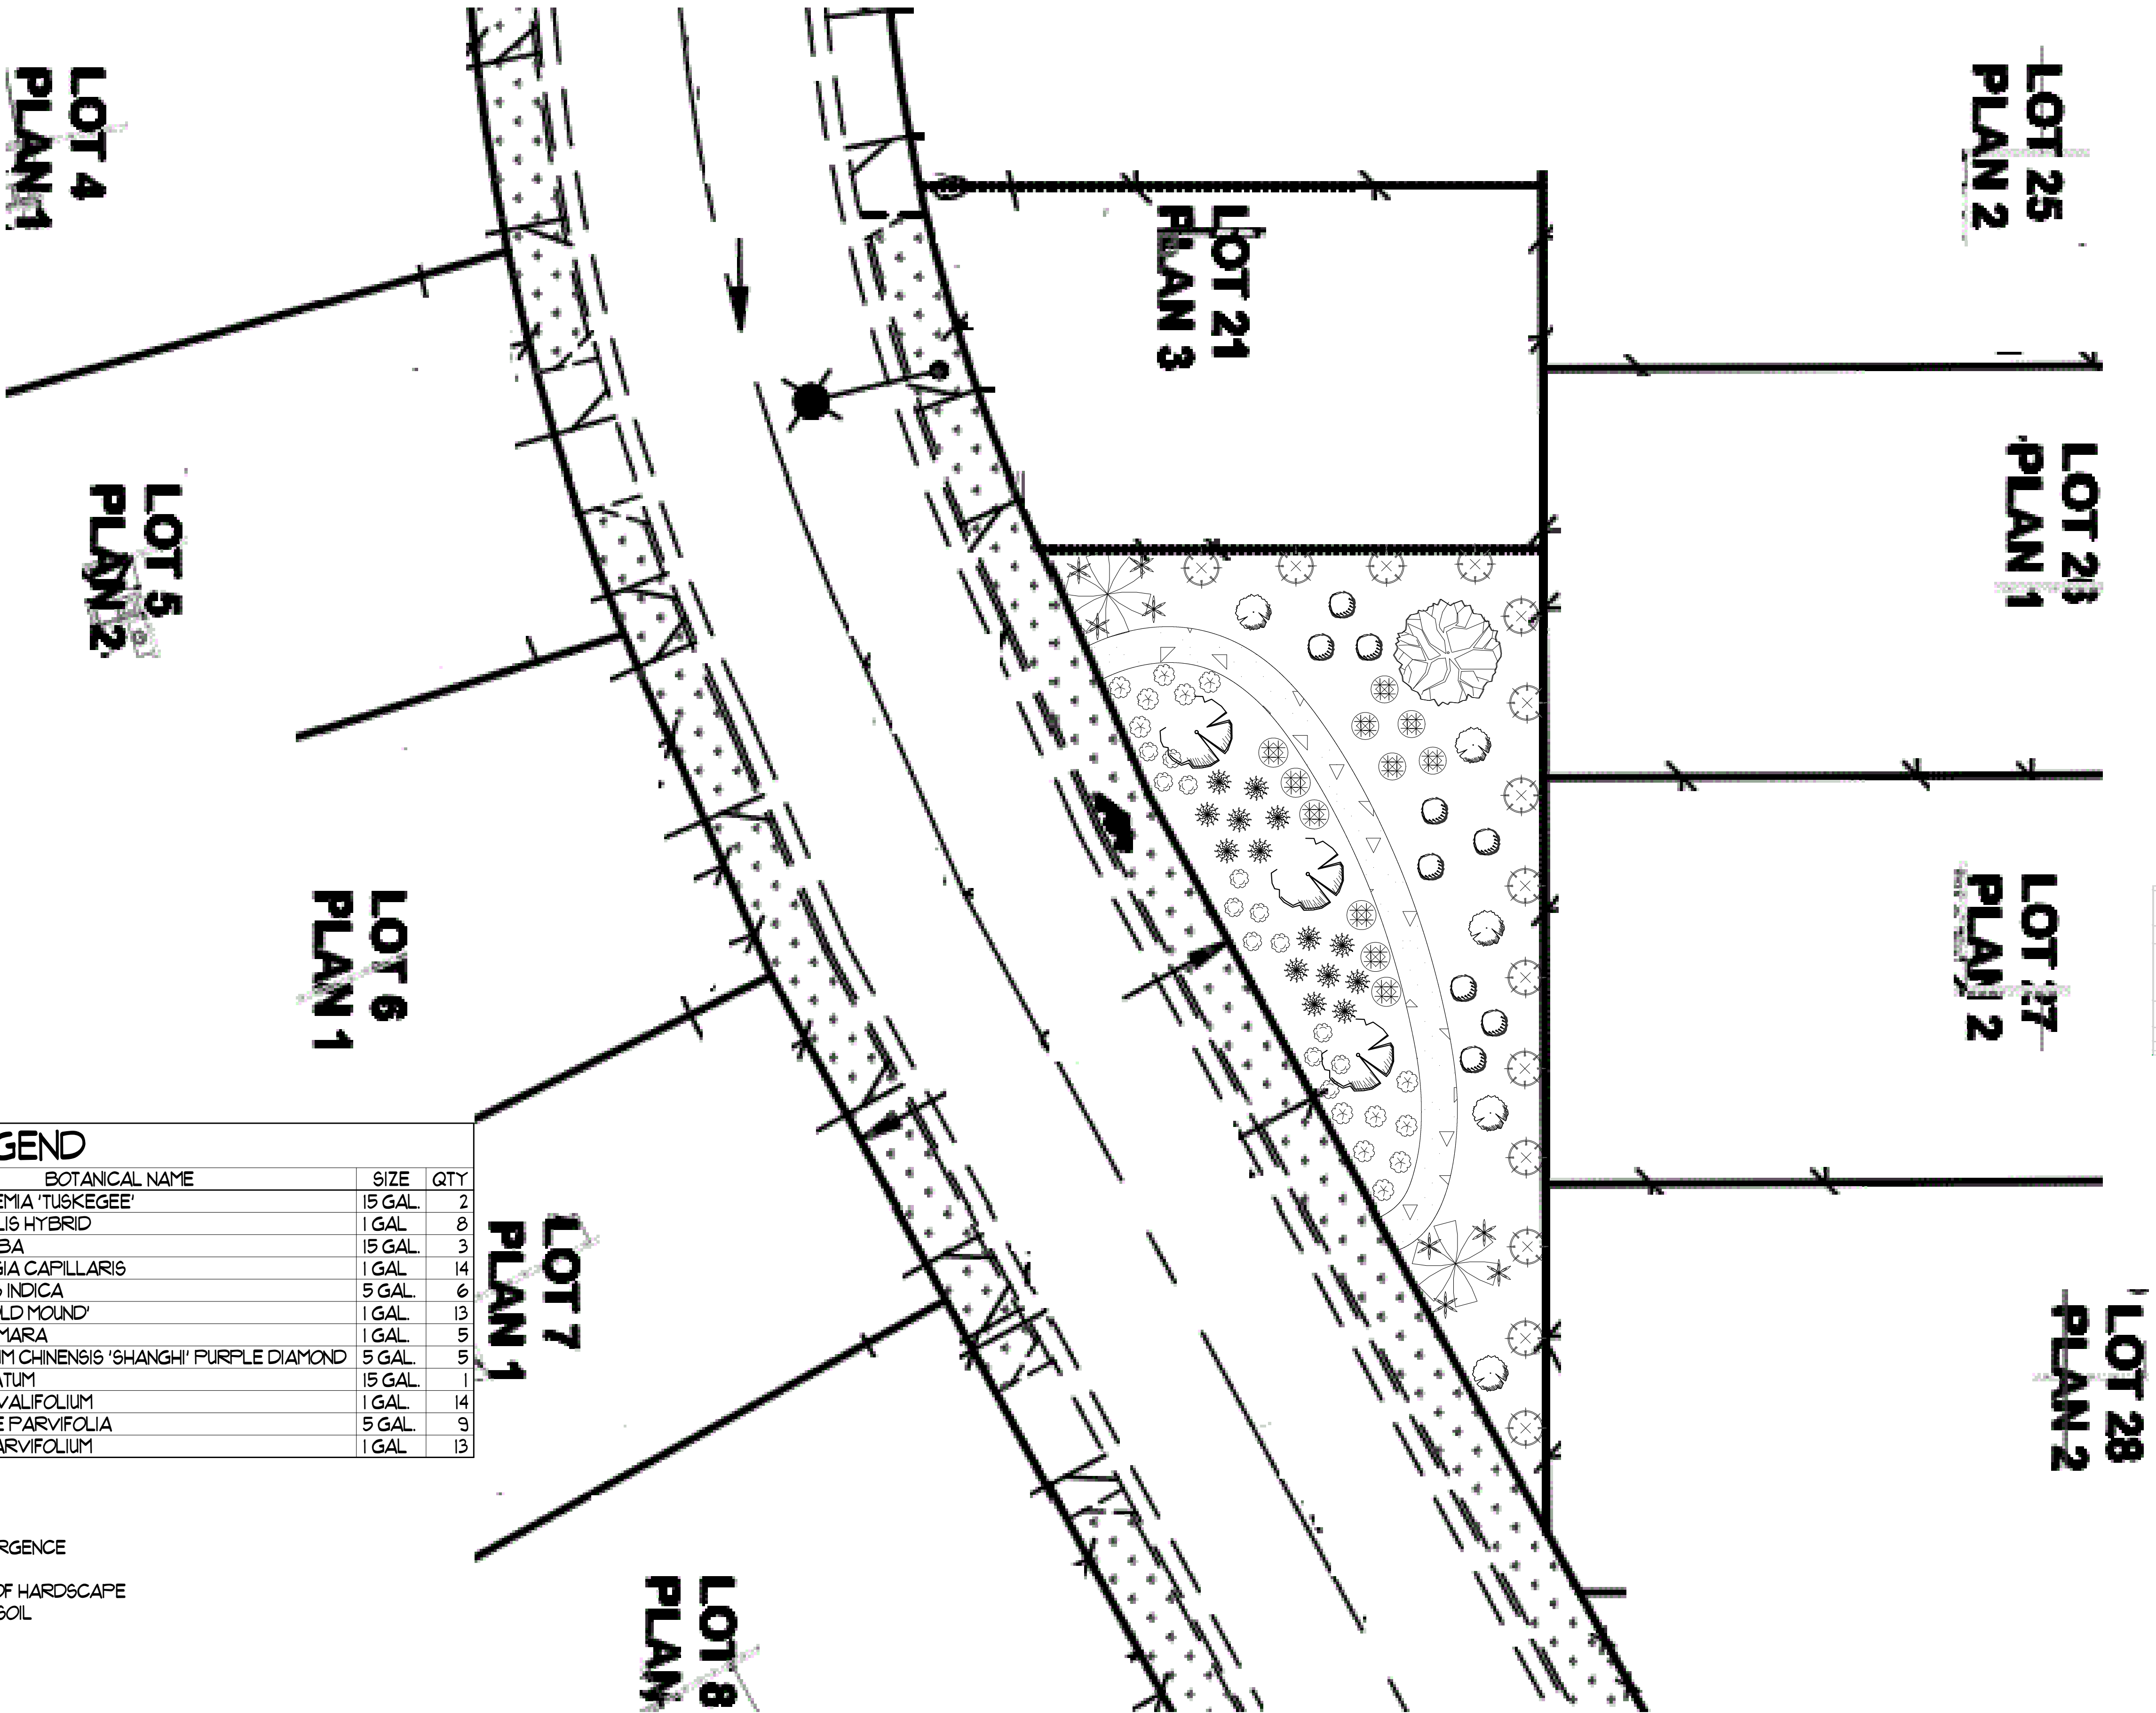 LOT 4
PLAN 1
LOT 25
PLAN 2
LOT 21
PLAN 3
LOT 5
PLAN 2
PLAN 1
LOT 6
PLAN 1
PLAN 2
LOT 7
PLAN 1
LOT 28
PLAN 2
LOT 8
PLAN
GEND
BOTANICAL NAME SIZE QTY
EMIA 'TUSKEGEE' 15 GAL. 2
LIS HYBRID 1 GAL 8
BA 15 GAL. 3
GIA CAPILLARIS 1 GAL 14
S INDICA 5 GAL. 6
LD MOUND' 1 GAL. 13
MARA 1 GAL. 5
M CHINENSIS 'SHANGHI' PURPLE DIAMOND 5 GAL. 5
ATUM 15 GAL. 1
VALIFOLIUM 1 GAL. 14
E PARVIFOLIA 5 GAL. 9
ARVIFOLIUM 1 GAL 13
RGENCE
OF HARDSCAPE
SOIL